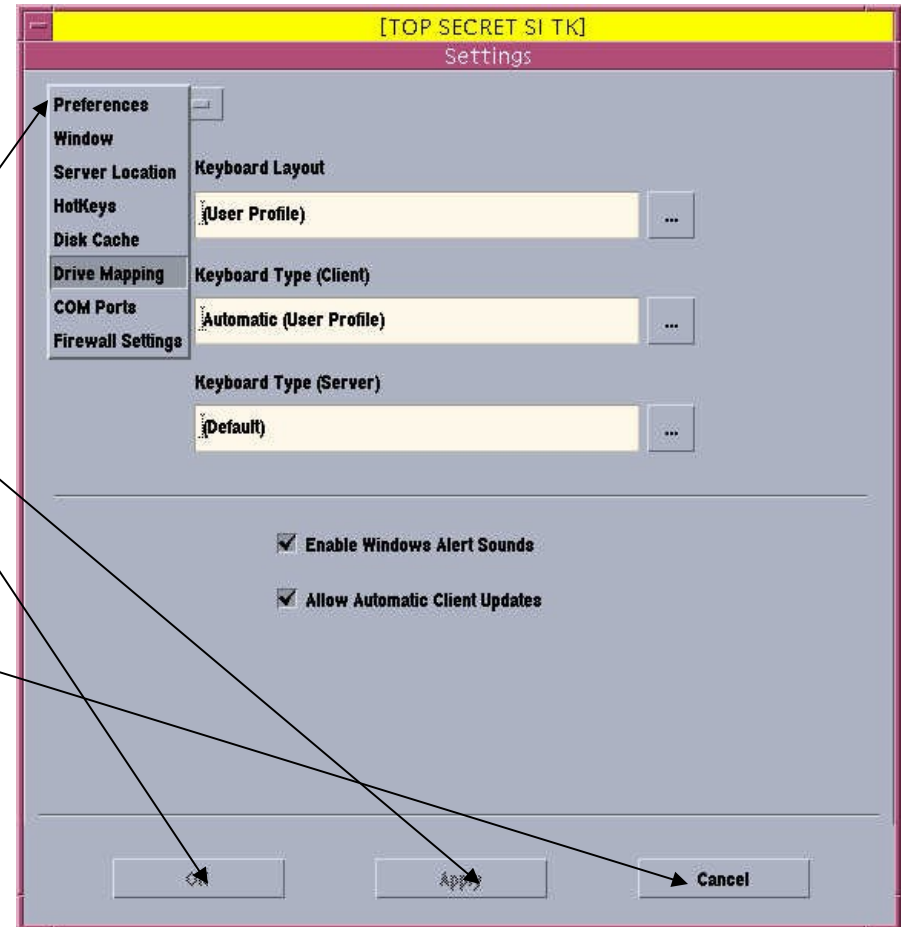 [TOP SECRET SI TK]
Settings
Preferences
Window
Server Location
HotKeys
Disk Cache
Drive Mapping
COM Ports
Firewall Settings
Keyboard Layout
(User Profile)
...
Keyboard Type (Client)
Automatic (User Profile)
...
Keyboard Type (Server)
(Default)
...
Enable Windows Alert Sounds
Allow Automatic Client Updates
OK Apply Cancel